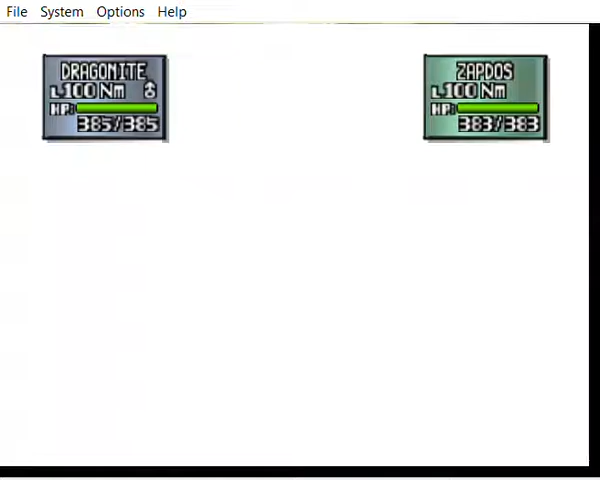 File System Options Help
DRAGONITE
L100 Nm ♂
HP:
385/385
ZAPDOS
L100 Nm
HP:
383/383